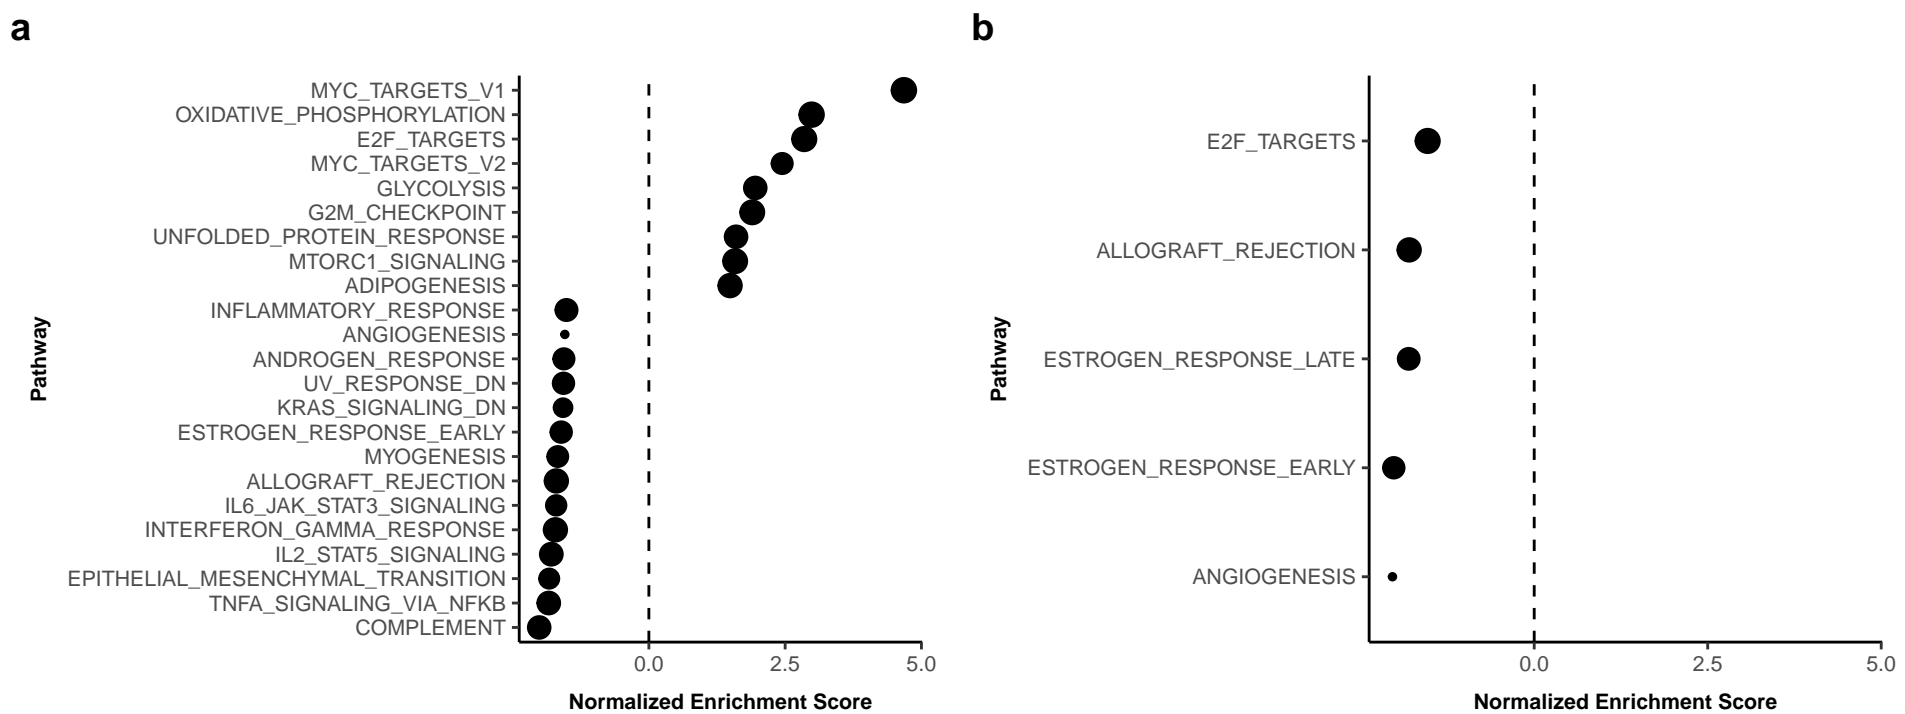 a
MYC_TARGETS_V1
OXIDATIVE_PHOSPHORYLATION
E2F_TARGETS
MYC_TARGETS_V2
GLYCOLYSIS
G2M_CHECKPOINT
UNFOLDED_PROTEIN_RESPONSE
MTORC1_SIGNALING
ADIPOGENESIS
INFLAMMATORY_RESPONSE
ANGIOGENESIS
ANDROGEN_RESPONSE
UV_RESPONSE_DN
KRAS_SIGNALING_DN
ESTROGEN_RESPONSE_EARLY
MYOGENESIS
ALLOGRAFT_REJECTION
IL6_JAK_STAT3_SIGNALING
INTERFERON_GAMMA_RESPONSE
IL2_STAT5_SIGNALING
EPITHELIAL_MESENCHYMAL_TRANSITION
TNFA_SIGNALING_VIA_NFKB
COMPLEMENT
Pathway
0.0 2.5 5.0
Normalized Enrichment Score
b
E2F_TARGETS
ALLOGRAFT_REJECTION
ESTROGEN_RESPONSE_LATE
ESTROGEN_RESPONSE_EARLY
ANGIOGENESIS
Pathway
0.0 2.5 5.0
Normalized Enrichment Score